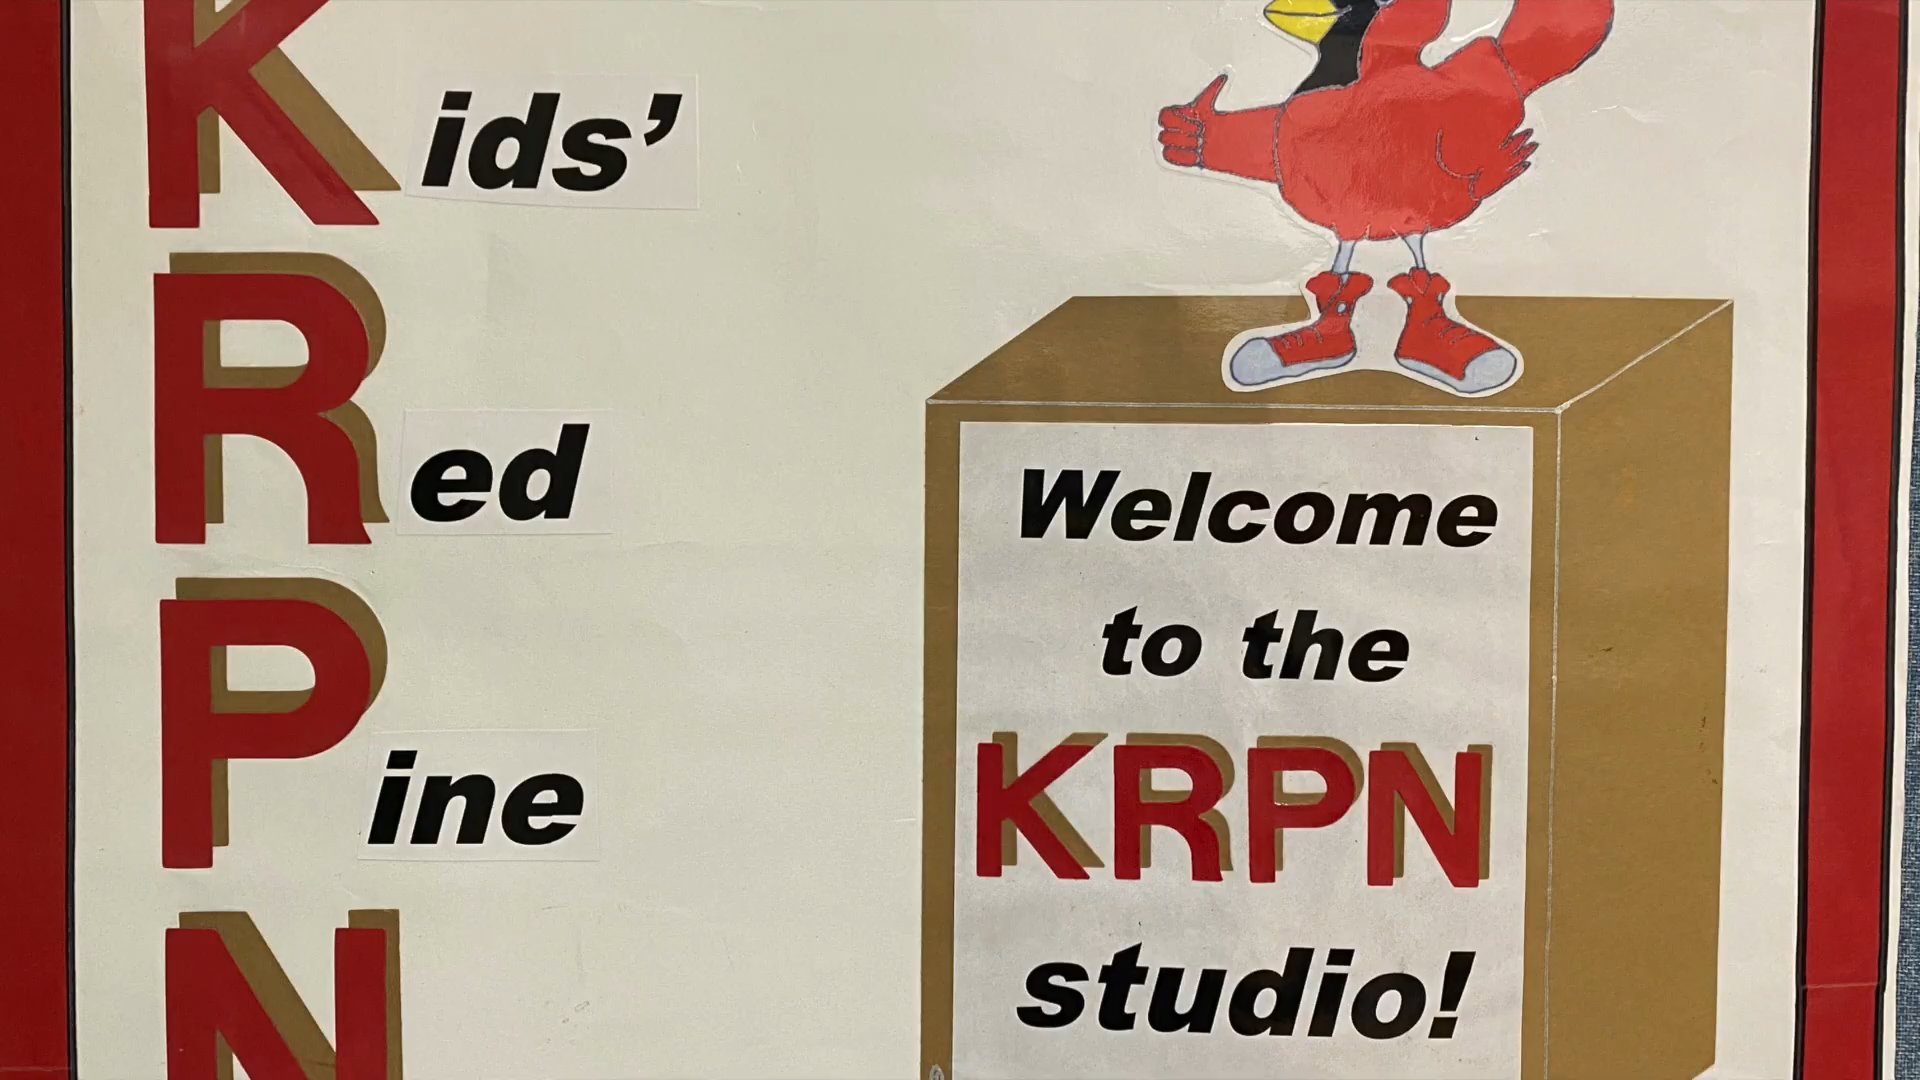 Kids'
Red
Pine
N
Welcome
to the
KRPN
studio!